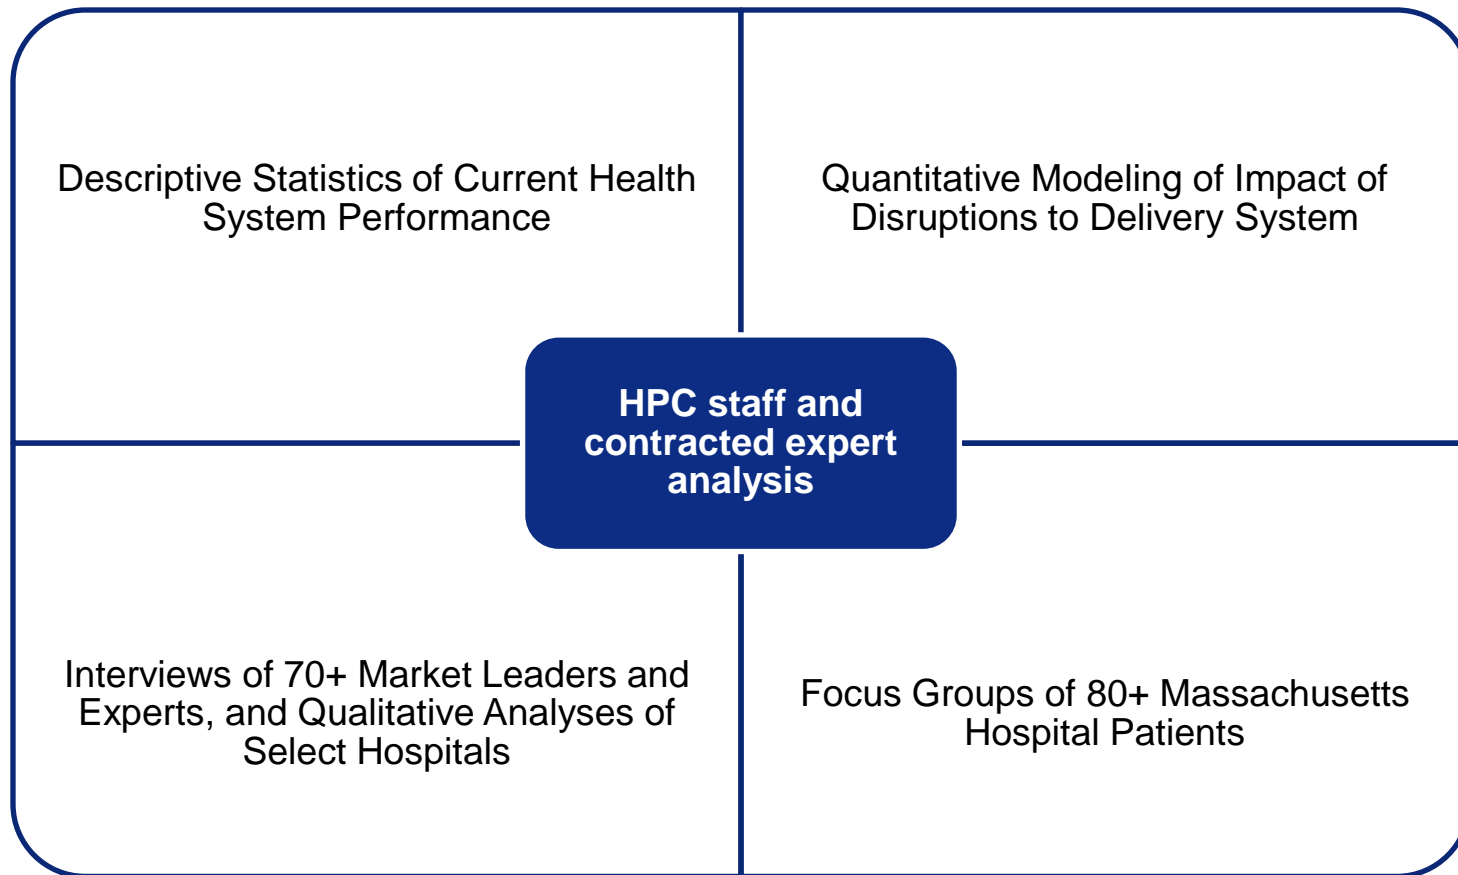 Descriptive Statistics of Current Health
System Performance
Quantitative Modeling of Impact of
Disruptions to Delivery System
HPC staff and
contracted expert
analysis
Interviews of 70+ Market Leaders and
Experts, and Qualitative Analyses of
Select Hospitals
Focus Groups of 80+ Massachusetts
Hospital Patients